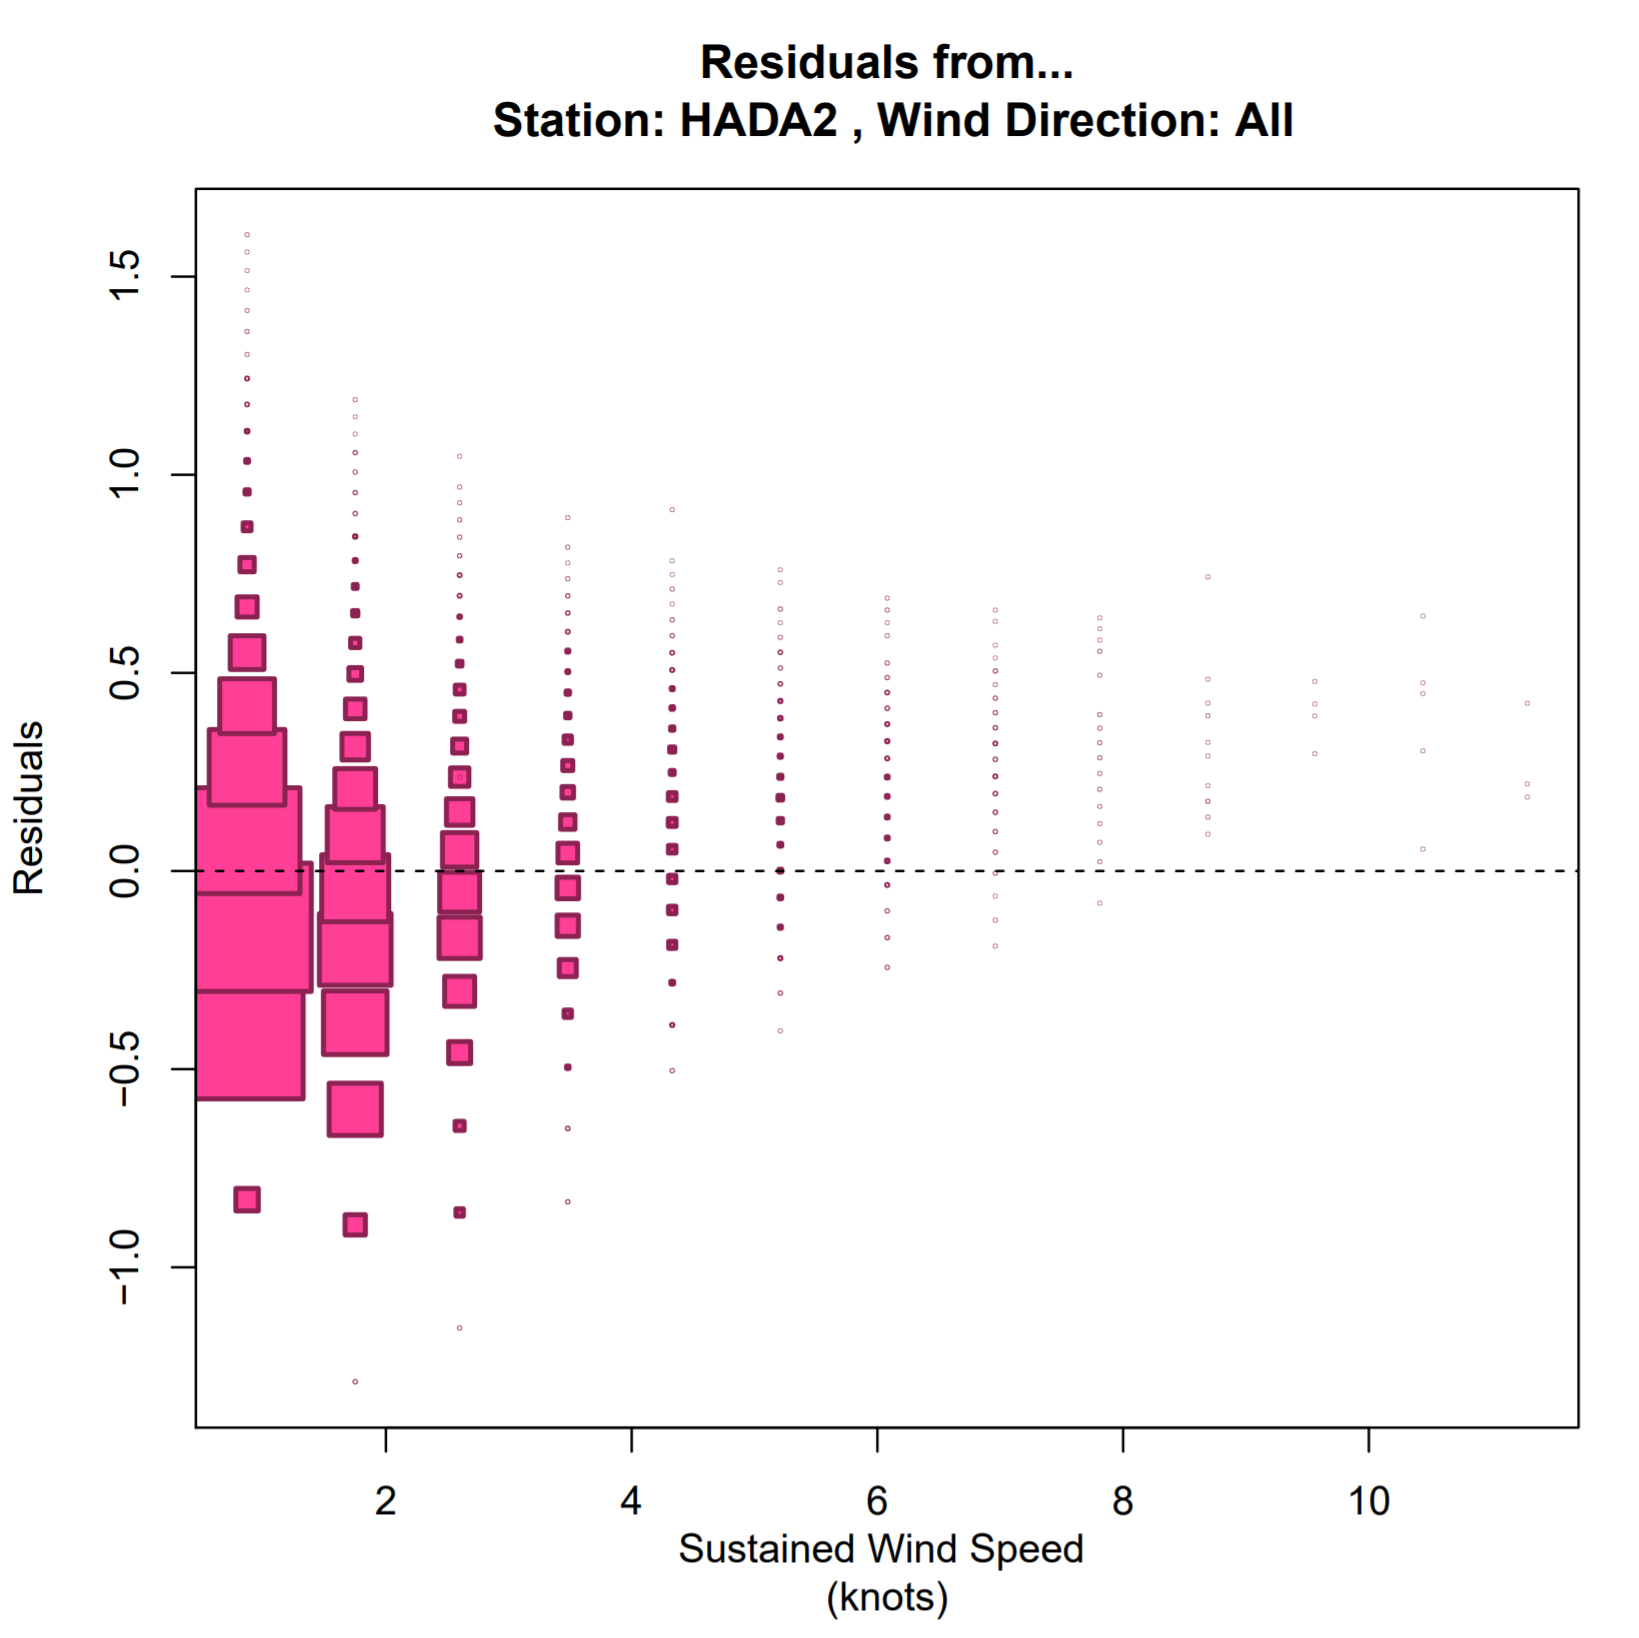 Residuals from...
Station: HADA2 , Wind Direction: All
Residuals
1.5
1.0
0.5
0.0
−0.5
−1.0
2 4 6 8 10
Sustained Wind Speed
(knots)